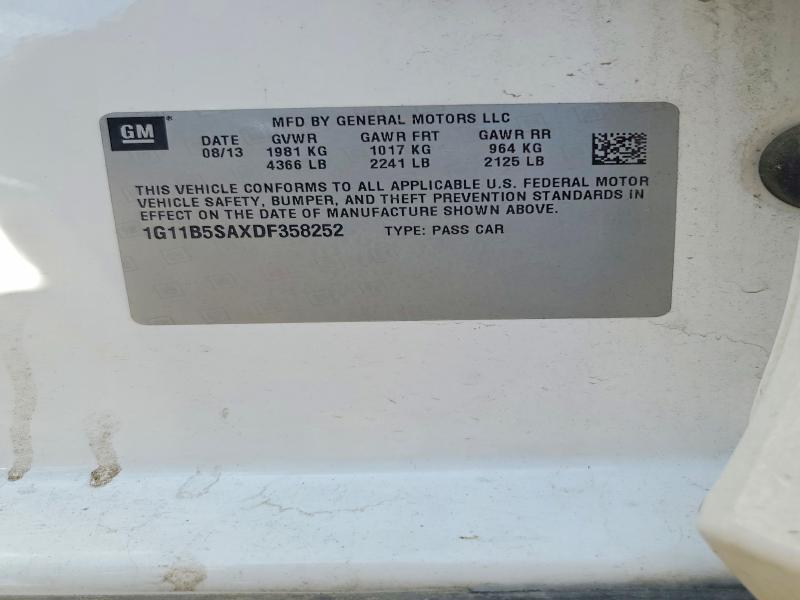 GM
MFD BY GENERAL MOTORS LLC
DATE GVWR GAWR FRT GAWR RR
08/13 1981 KG 1017 KG 964 KG
4366 LB 2241 LB 2125 LB
THIS VEHICLE CONFORMS TO ALL APPLICABLE U.S. FEDERAL MOTOR
VEHICLE SAFETY, BUMPER, AND THEFT PREVENTION STANDARDS IN
EFFECT ON THE DATE OF MANUFACTURE SHOWN ABOVE.
1G11B5SAXDF358252 TYPE: PASS CAR